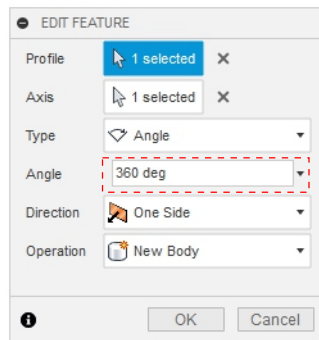 EDIT FEATURE
Profile 1 selected
Axis 1 selected
Type Angle
Angle 360 deg
Direction One Side
Operation New Body
OK Cancel